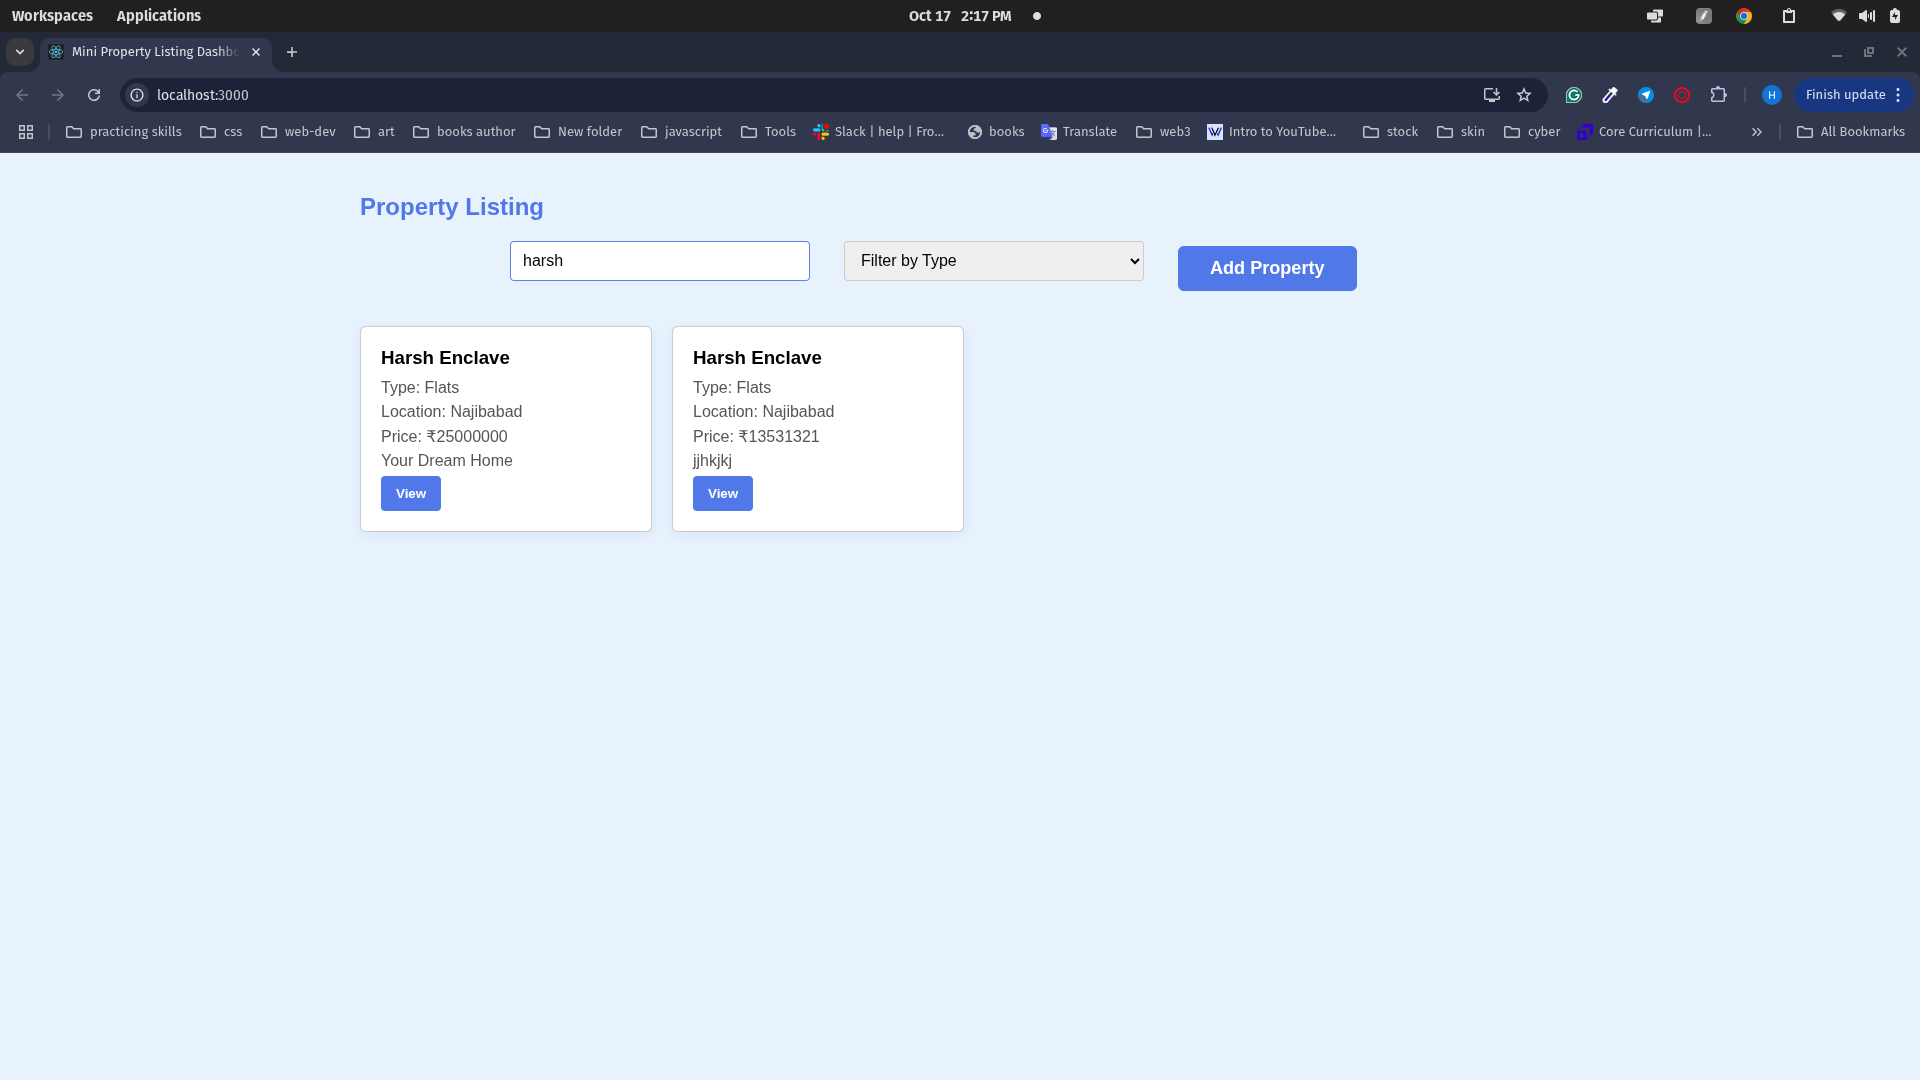 Workspaces Applications Oct 17 2:17 PM
Mini Property Listing Dashbo
localhost:3000 H Finish update
practicing skills css web-dev art books author New folder javascript Tools Slack | help | Fro... books Translate web3 Intro to YouTube... stock skin cyber Core Curriculum |... » All Bookmarks
Property Listing
harsh Filter by Type Add Property
Harsh Enclave Harsh Enclave
Type: Flats Type: Flats
Location: Najibabad Location: Najibabad
Price: ₹25000000 Price: ₹13531321
Your Dream Home jjhkjkj
View View